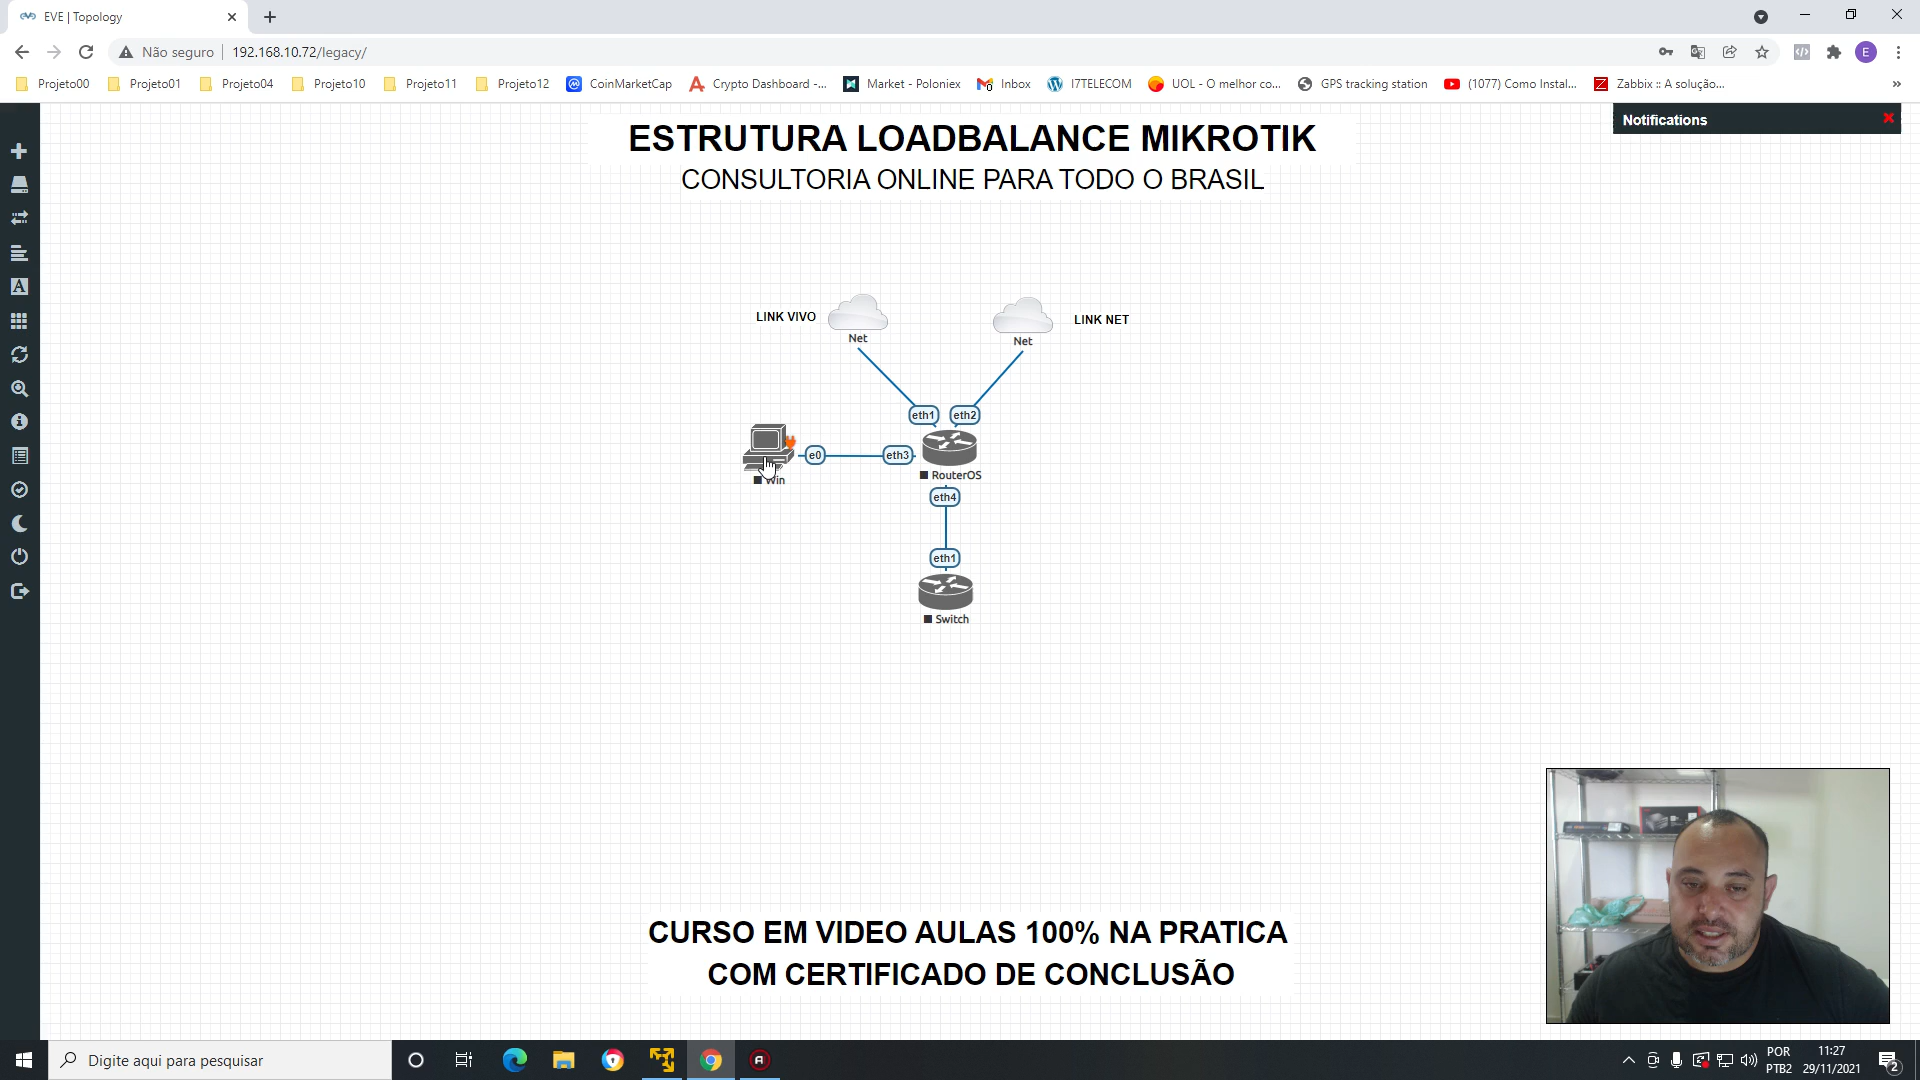 EVE | Topology
Não seguro | 192.168.10.72/legacy/
E
Projeto00 Projeto01 Projeto04 Projeto10 Projeto11 Projeto12 CoinMarketCap Crypto Dashboard -... Market - Poloniex Inbox I7TELECOM UOL - O melhor co... GPS tracking station (1077) Como Instal... Zabbix :: A solução... »
Notifications
ESTRUTURA LOADBALANCE MIKROTIK
CONSULTORIA ONLINE PARA TODO O BRASIL
LINK VIVO
Net
LINK NET
Net
eth1 eth2
e0 eth3
Win
RouterOS
eth4
eth1
Switch
CURSO EM VIDEO AULAS 100% NA PRATICA
COM CERTIFICADO DE CONCLUSÃO
Digite aqui para pesquisar
POR
PTB2
11:27
29/11/2021
2